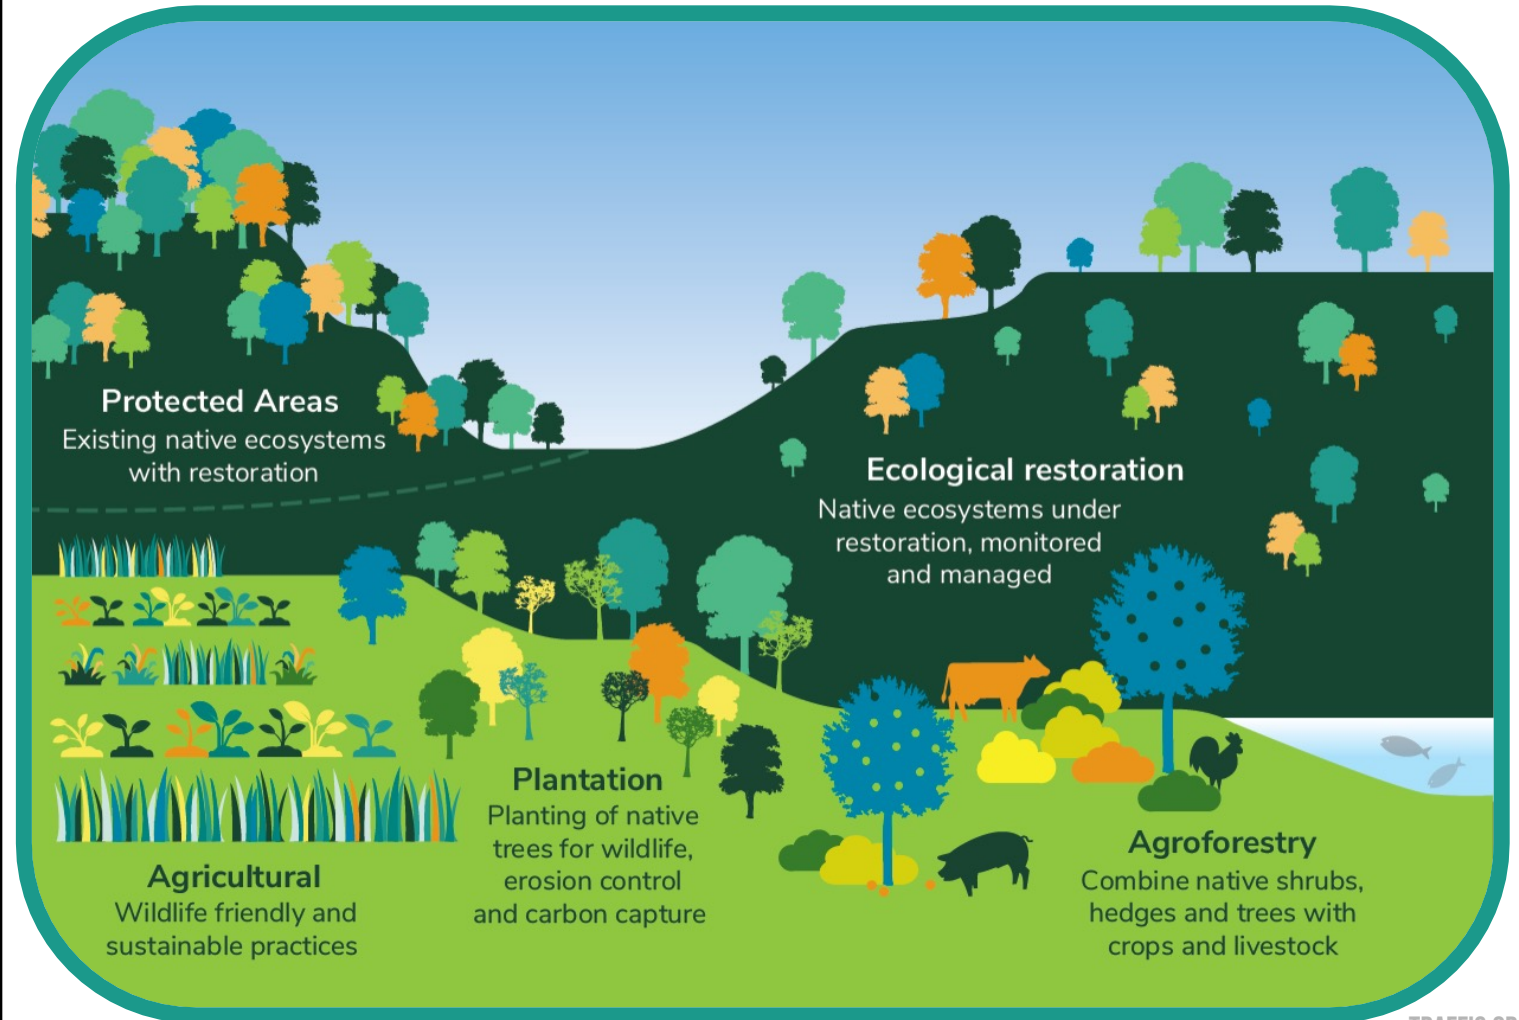 Protected Areas
Existing native ecosystems
with restoration
Ecological restoration
Native ecosystems under
restoration, monitored
and managed
Plantation
Planting of native
trees for wildlife,
erosion control
and carbon capture
Agricultural
Wildlife friendly and
sustainable practices
Agroforestry
Combine native shrubs,
hedges and trees with
crops and livestock